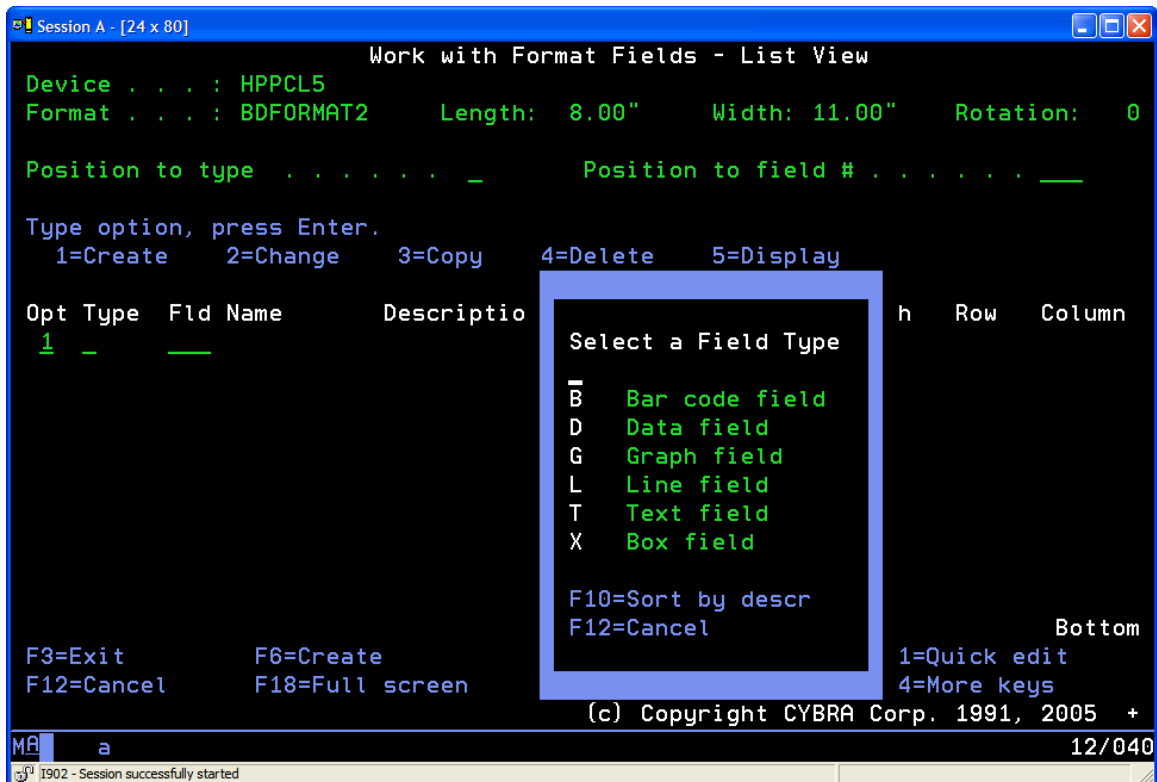 Session A - [24 x 80]
Work with Format Fields - List View
Device . . . : HPPCL5
Format . . . : BDFORMAT2 Length: 8.00" Width: 11.00" Rotation: 0
Position to type . . . . . . _ Position to field # . . . . . . ___
Type option, press Enter.
1=Create 2=Change 3=Copy 4=Delete 5=Display
Opt Type Fld Name Descriptio h Row Column
1 _ ___
Select a Field Type
B Bar code field
D Data field
G Graph field
L Line field
T Text field
X Box field
F10=Sort by descr
F12=Cancel
Bottom
F3=Exit F6=Create 1=Quick edit
F12=Cancel F18=Full screen 4=More keys
(c) Copyright CYBRA Corp. 1991, 2005 +
MA a 12/040
I902 - Session successfully started